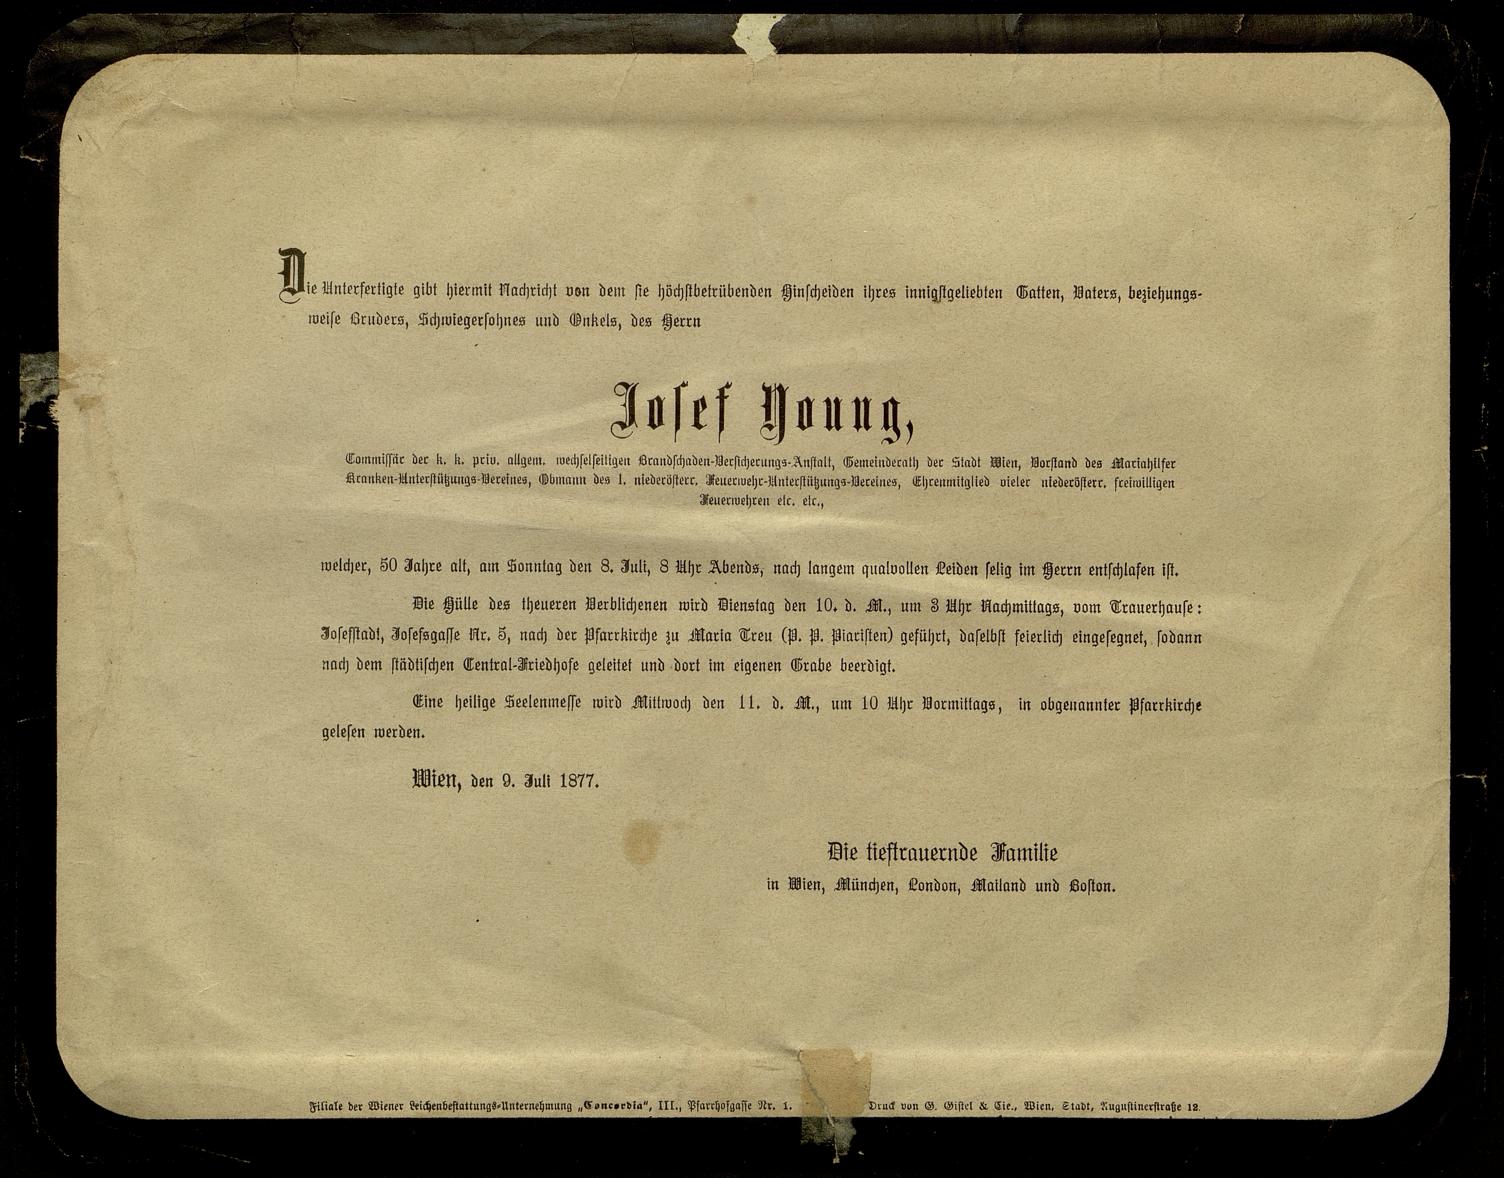 Die Unterfertigte gibt hiermit Nachricht von dem sie höchstbetrübenden Hinscheiden ihres innigstgeliebten Gatten, Vaters, beziehungs-
weise Bruders, Schwiegersohnes und Onkels, des Herrn
Josef Young,
Commissär der k. k. priv. allgem. wechselseitigen Brandschaden-Versicherungs-Anstalt, Gemeinderath der Stadt Wien, Vorstand des Mariahilfer
Kranken-Unterstützungs-Vereines, Obmann des 1. niederösterr. Feuerwehr-Unterstützungs-Vereines, Ehrenmitglied vieler niederösterr. freiwilligen
Feuerwehren etc. etc.,
welcher, 50 Jahre alt, am Sonntag den 8. Juli, 8 Uhr Abends, nach langem qualvollen Leiden selig im Herrn entschlafen ist.
Die Hülle des theueren Verblichenen wird Dienstag den 10. d. M., um 3 Uhr Nachmittags, vom Trauerhause:
Josefstadt, Josefsgasse Nr. 5, nach der Pfarrkirche zu Maria Treu (P. P. Piaristen) geführt, daselbst feierlich eingesegnet, sodann
nach dem städtischen Central-Friedhofe geleitet und dort im eigenen Grabe beerdigt.
Eine heilige Seelenmesse wird Mittwoch den 11. d. M., um 10 Uhr Vormittags, in obgenannter Pfarrkirche
gelesen werden.
Wien, den 9. Juli 1877.
Die tieftrauernde Familie
in Wien, München, London, Mailand und Boston.
Filiale der Wiener Leichenbestattungs-Unternehmung „Concordia“, III., Pfarrhofgasse Nr. 1. Druck von G. Gistel & Cie., Wien, Stadt, Augustinerstraße 12.